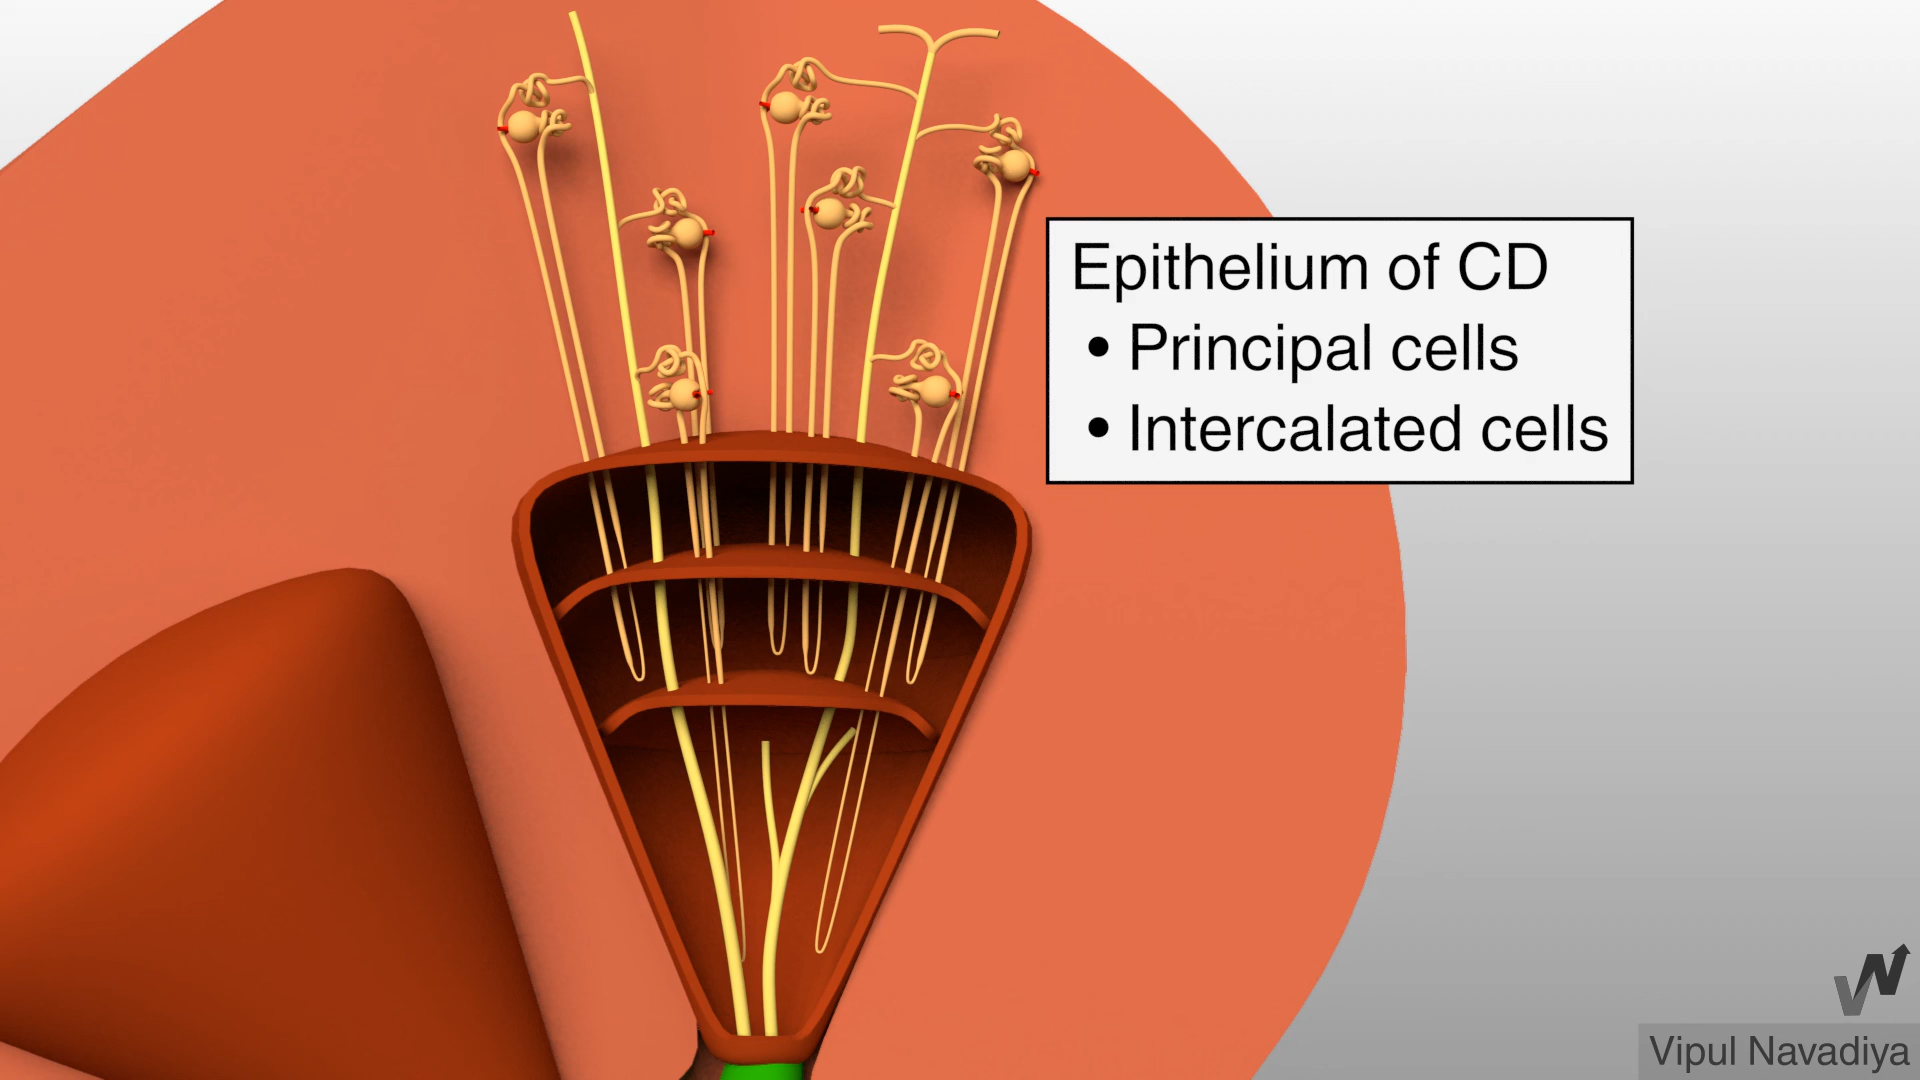 Epithelium of CD
• Principal cells
• Intercalated cells
Vipul Navadiya